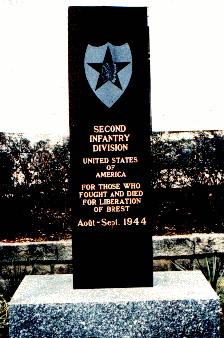 SECOND
INFANTRY
DIVISION
UNITED STATES
OF
AMERICA
FOR THOSE WHO
FOUGHT AND DIED
FOR LIBERATION
OF BREST
Août-Sept. 1944